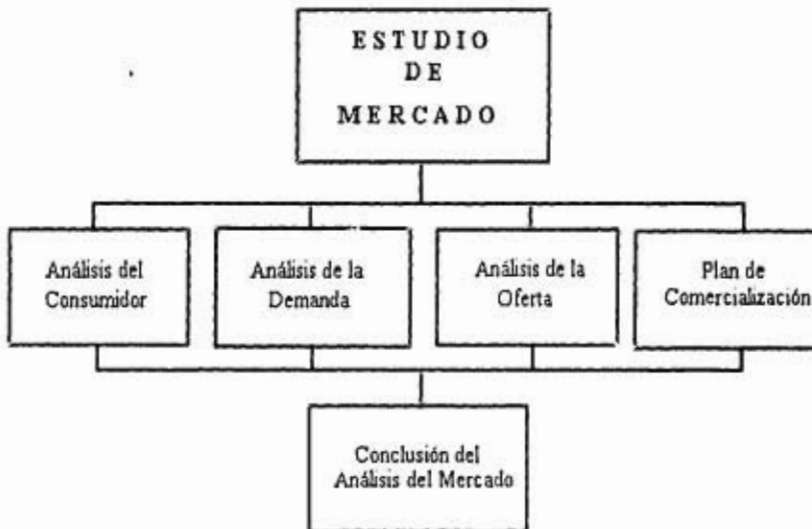 ESTUDIO
DE
MERCADO
Análisis del
Consumidor
Análisis de la
Demanda
Análisis de la
Oferta
Plan de
Comercialización
Conclusión del
Análisis del Mercado